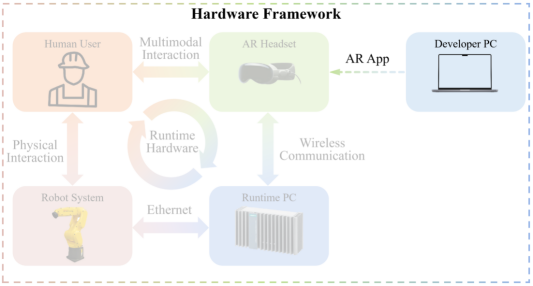 Hardware Framework
Human User
Multimodal
Interaction
AR Headset
AR App
Developer PC
Physical
Interaction
Runtime
Hardware
Wireless
Communication
Robot System
Ethernet
Runtime PC